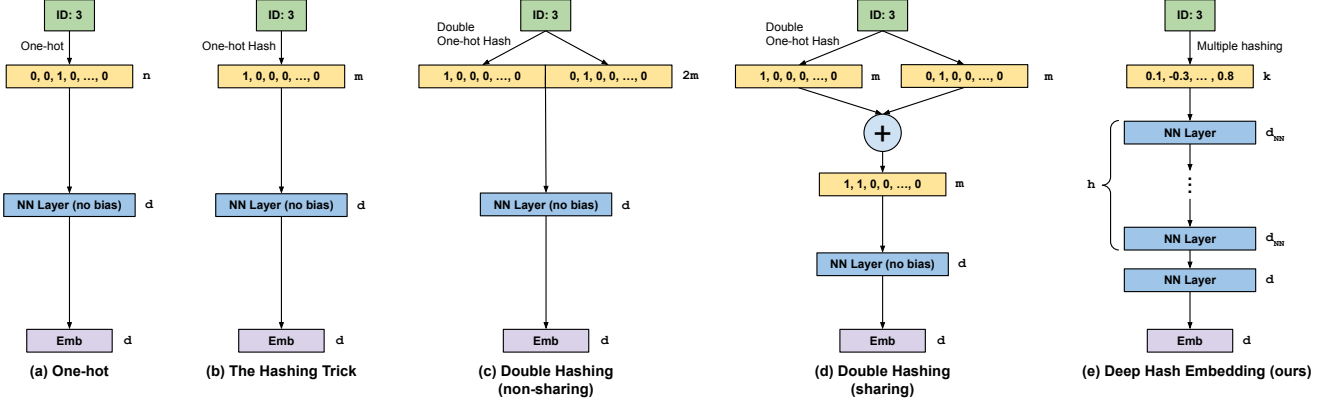 ID: 3
One-hot
0, 0, 1, 0, …, 0
n
NN Layer (no bias)
d
Emb
d
(a) One-hot
ID: 3
One-hot Hash
1, 0, 0, 0, …, 0
m
NN Layer (no bias)
d
Emb
d
(b) The Hashing Trick
ID: 3
Double
One-hot Hash
1, 0, 0, 0, …, 0
0, 1, 0, 0, …, 0
2m
NN Layer (no bias)
d
Emb
d
(c) Double Hashing
(non-sharing)
ID: 3
Double
One-hot Hash
1, 0, 0, 0, …, 0
m
0, 1, 0, 0, …, 0
m
+
1, 1, 0, 0, …, 0
m
NN Layer (no bias)
d
Emb
d
(d) Double Hashing
(sharing)
ID: 3
Multiple hashing
0.1, -0.3, … , 0.8
k
NN Layer
d_NN
h
⋮
NN Layer
d_NN
NN Layer
d
Emb
d
(e) Deep Hash Embedding (ours)